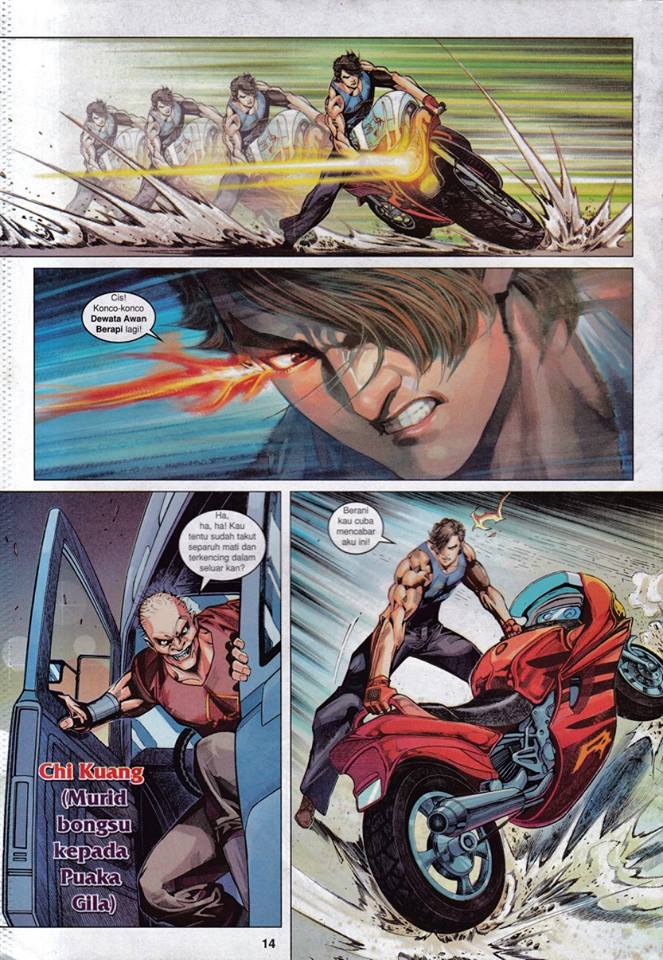 Cis!
Konco-konco
Dewata Awan
Berapi lagi!
Ha,
ha, ha! Kau
tentu sudah takut
separuh mati dan
terkencing dalam
seluar kan?
Berani
kau cuba
mencabar
aku ini!
Chi Kuang
(Murid
bongsu
kepada
Puaka
Gila)
14